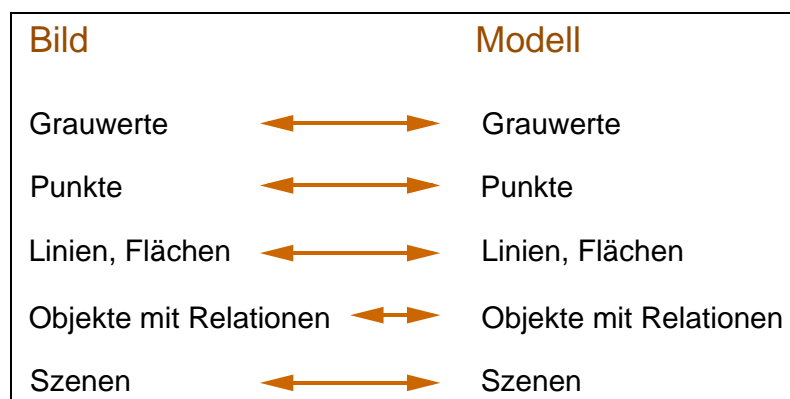 Bild Modell
Grauwerte Grauwerte
Punkte Punkte
Linien, Flächen Linien, Flächen
Objekte mit Relationen Objekte mit Relationen
Szenen Szenen